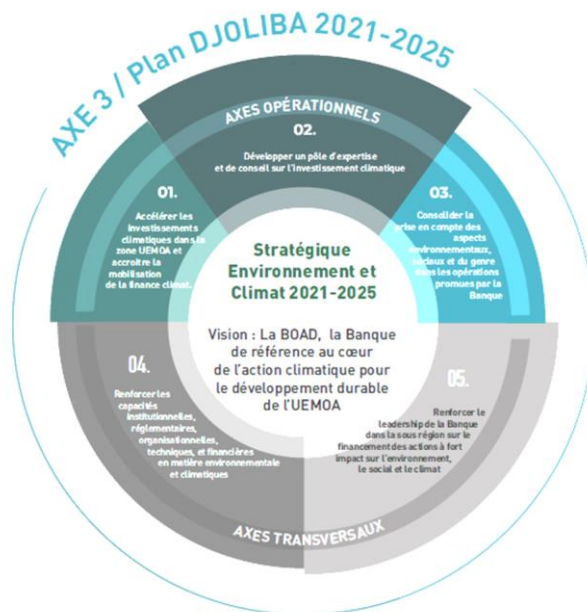 AXE 3 / Plan DJOLIBA 2021-2025
AXES OPÉRATIONNELS
01.
Accélérer les
investissements
climatiques dans la
zone UEMOA et
accroitre la
mobilisation
de la finance climat.
02.
Développer un pôle d'expertise
et de conseil sur l'investissement climatique
03.
Consolider la
prise en compte des
aspects
environnementaux,
sociaux et du genre
dans les opérations
promues par la
Banque
Stratégique
Environnement et
Climat 2021-2025
Vision : La BOAD, la Banque
de référence au cœur
de l'action climatique pour
le développement durable
de l'UEMOA
04.
Renforcer les
capacités
institutionnelles,
réglementaires,
organisationnelles,
techniques, et financières
en matière environnementale
et climatiques
05.
Renforcer le
leadership de la Banque
dans la sous région sur le
financement des actions à fort
impact sur l'environnement,
le social et le climat
AXES TRANSVERSAUX